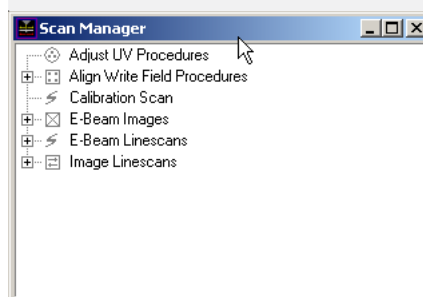 Scan Manager
Adjust UV Procedures
Align Write Field Procedures
Calibration Scan
E-Beam Images
E-Beam Linescans
Image Linescans